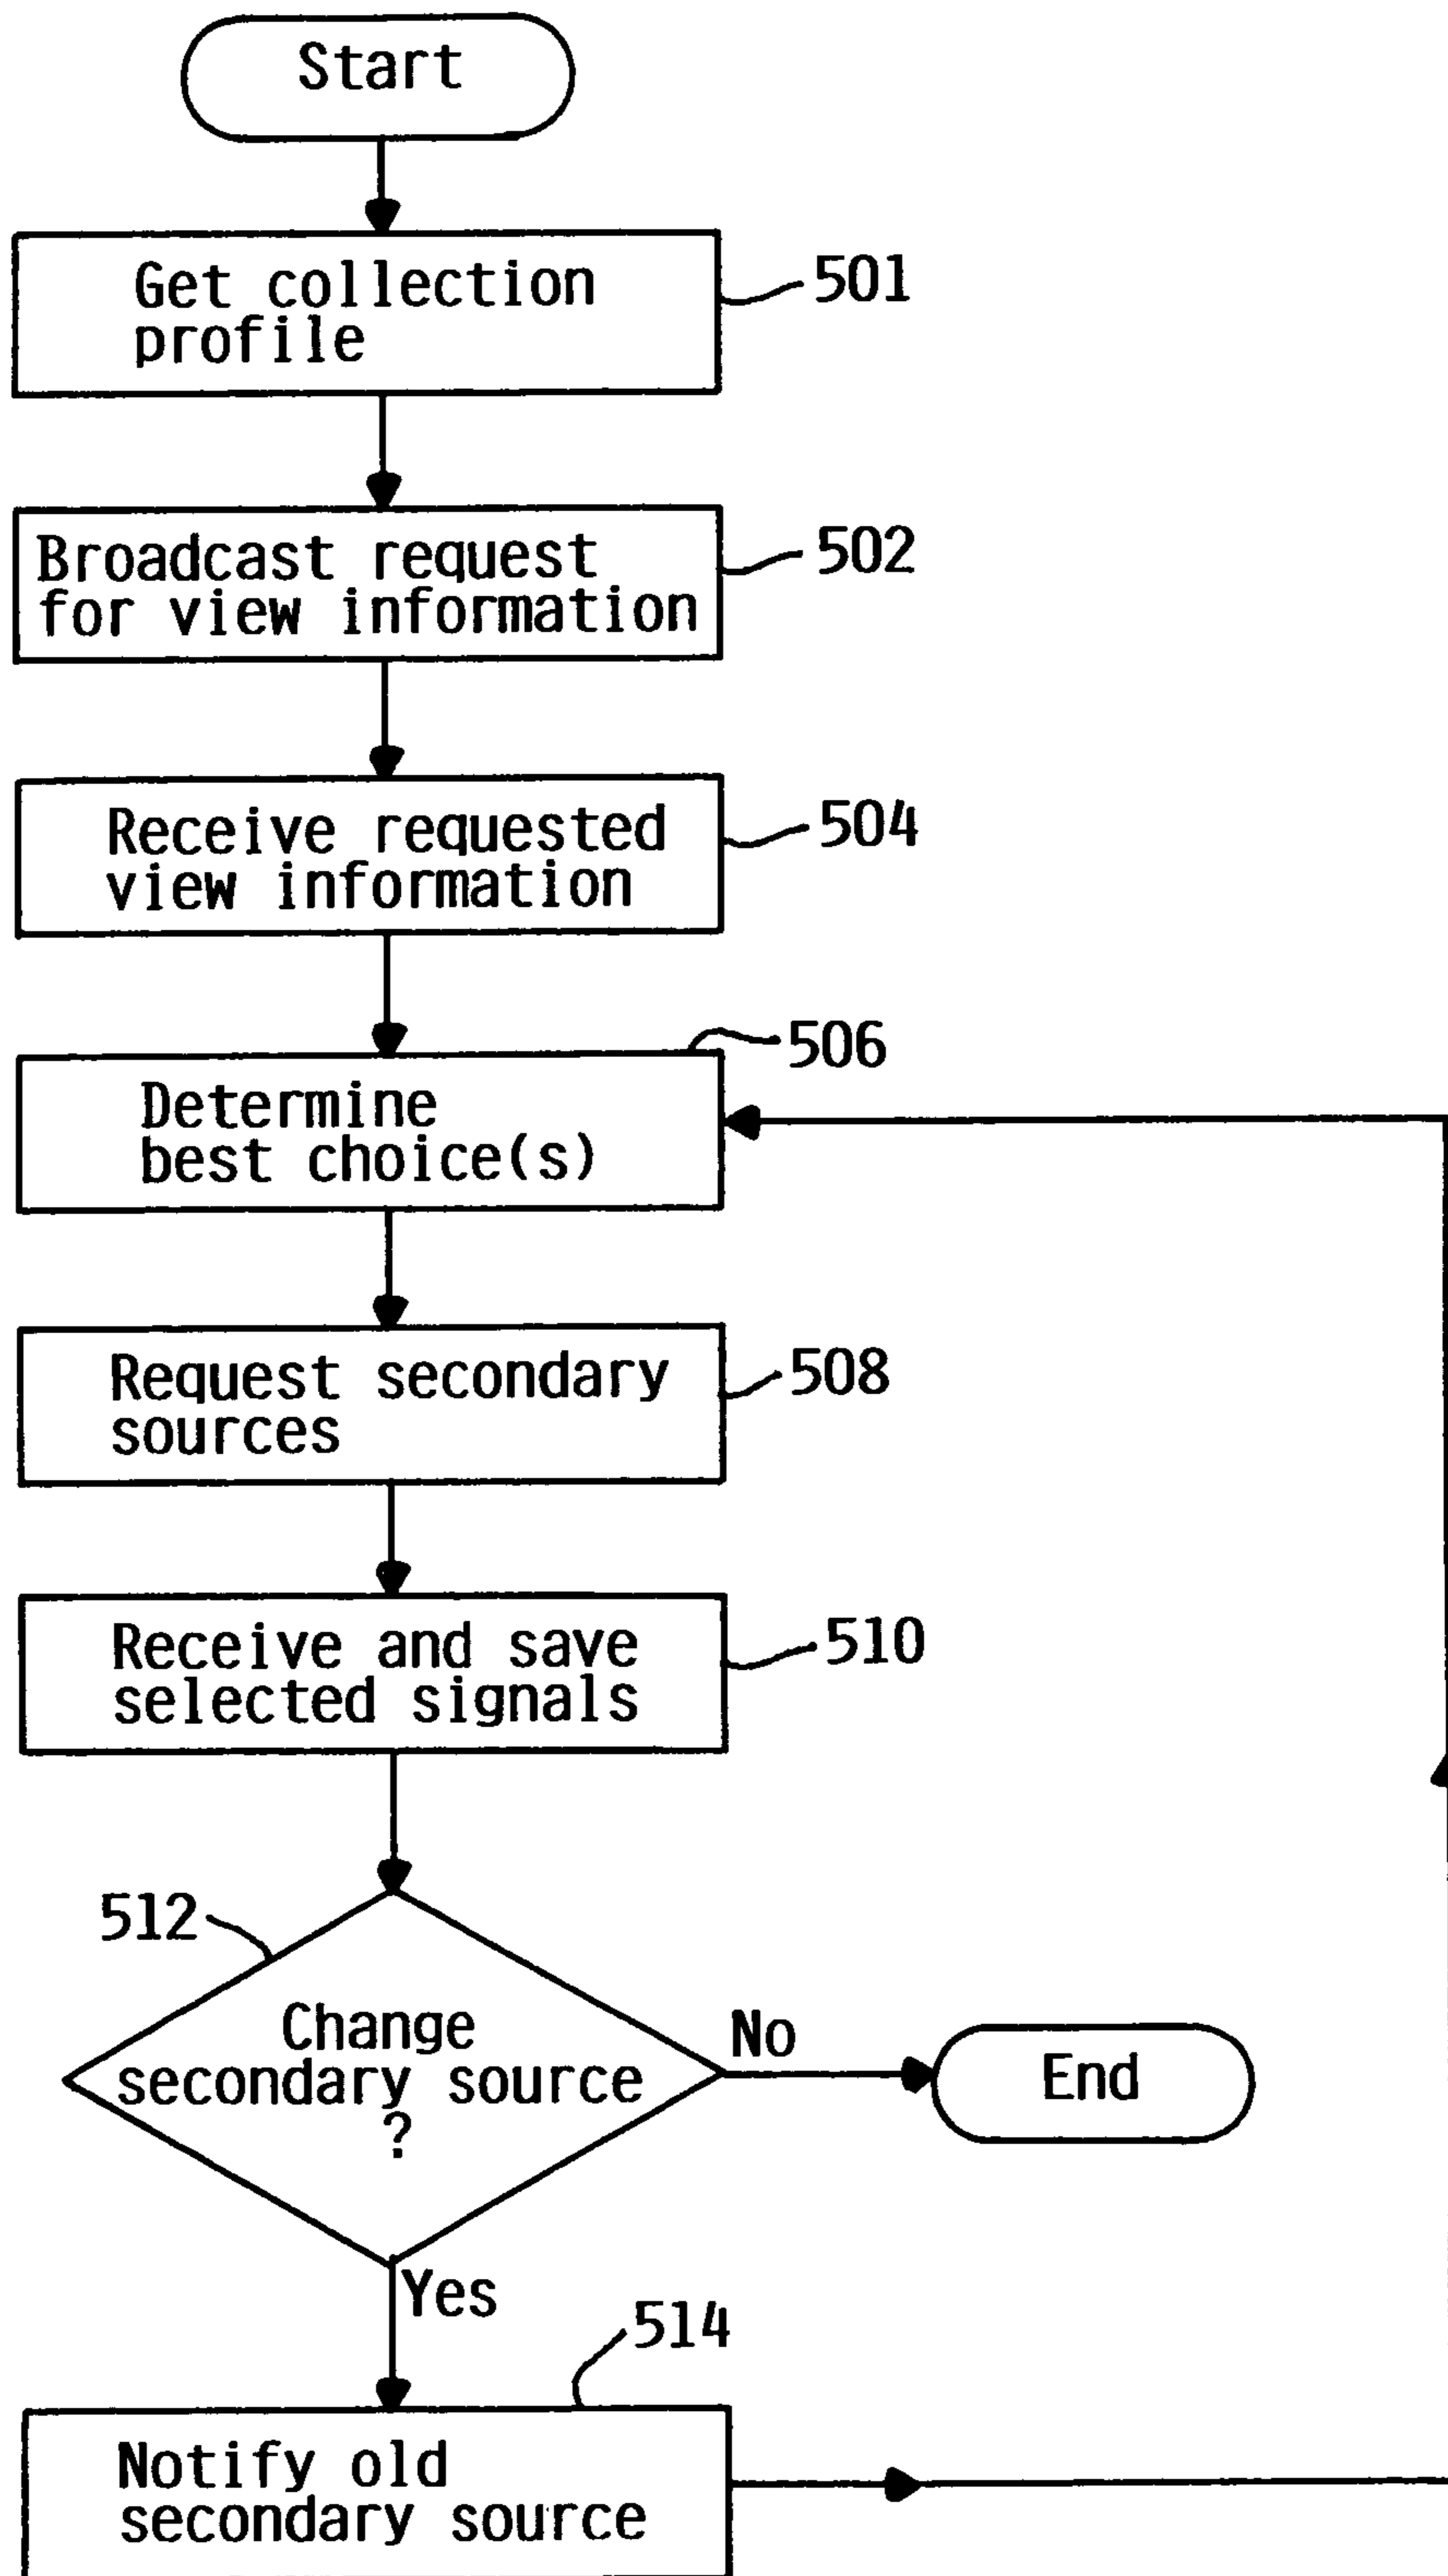 Start
Get collection
profile
501
Broadcast request
for view information
502
Receive requested
view information
504
506
Determine
best choice(s)
Request secondary
sources
508
Receive and save
selected signals
510
512
Change
secondary source
?
No
End
Yes
514
Notify old
secondary source